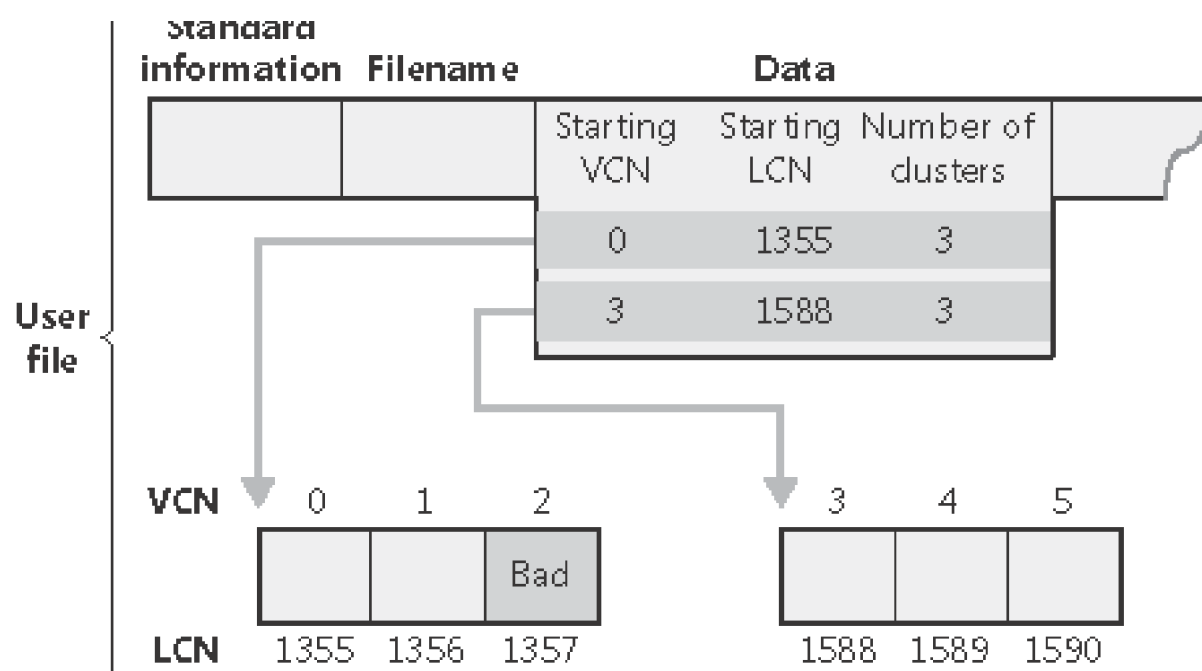 Standard
information Filename Data
Starting Starting Number of
VCN LCN clusters
0 1355 3
3 1588 3
User
file
VCN 0 1 2 3 4 5
Bad
LCN 1355 1356 1357 1588 1589 1590